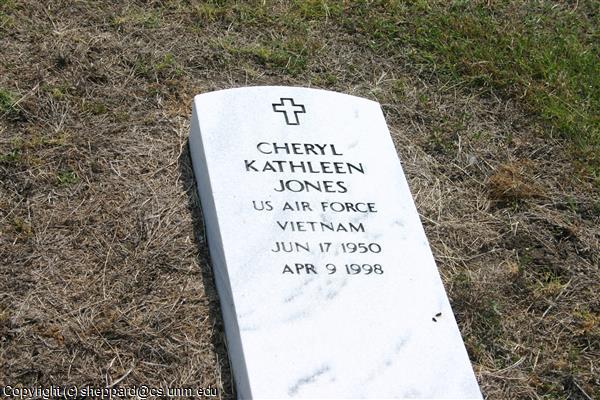 CHERYL
KATHLEEN
JONES
US AIR FORCE
VIETNAM
JUN 17 1950
APR 9 1998
Copyright (c) sheppard@cs.unm.edu